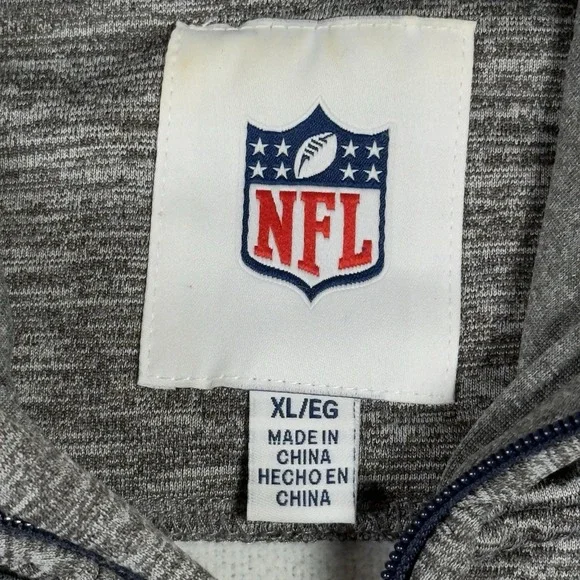 NFL
XL/EG
MADE IN
CHINA
HECHO EN
CHINA